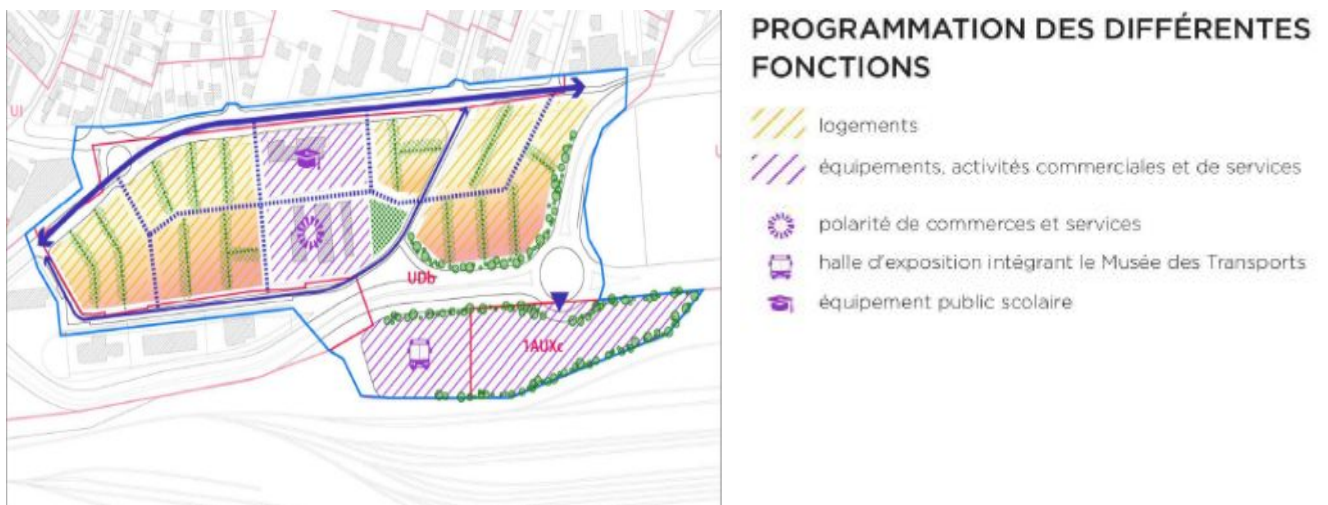 PROGRAMMATION DES DIFFÉRENTES
FONCTIONS
logements
équipements, activités commerciales et de services
polarité de commerces et services
halle d'exposition intégrant le Musée des Transports
équipement public scolaire
UI
UDb
1AUXc